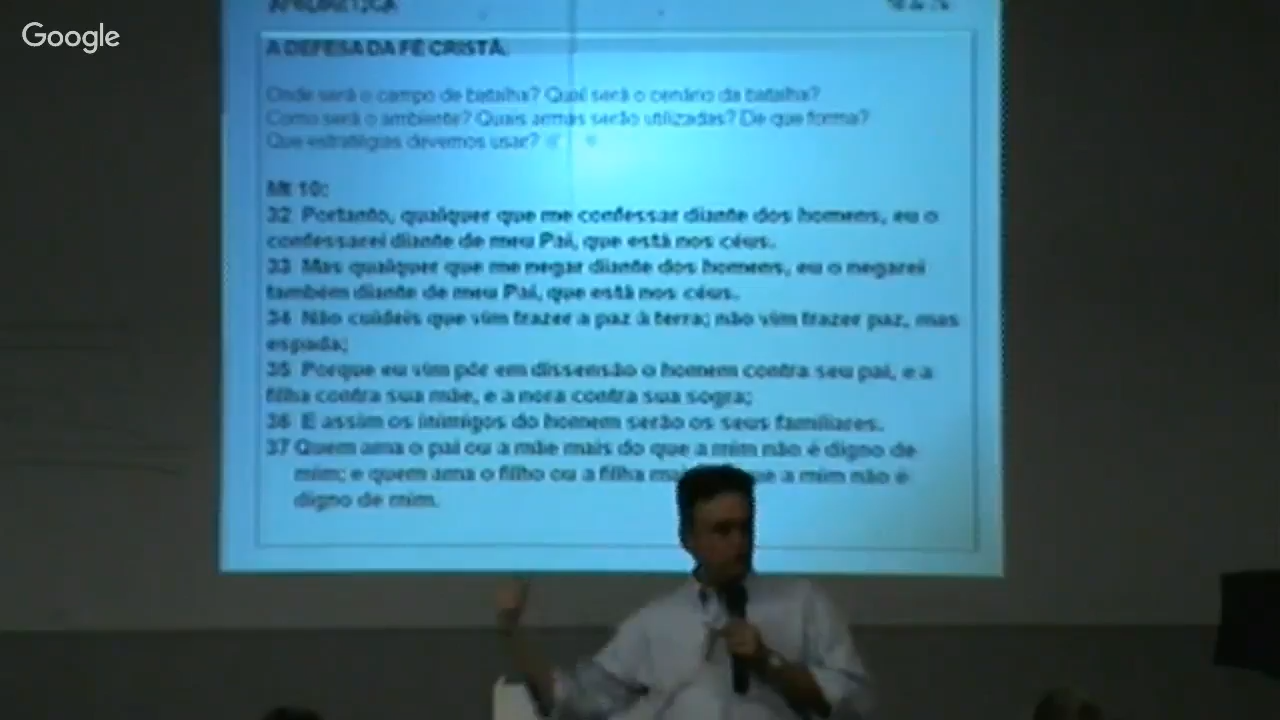 Google
APOLOGÉTICA
A DEFESA DA FÉ CRISTÃ.
Onde será o campo de batalha? Qual será o cenário da batalha?
Como será o ambiente? Quais armas serão utilizadas? De que forma?
Que estratégias devemos usar?
Mt 10:
32 Portanto, qualquer que me confessar diante dos homens, eu o
confessarei diante de meu Pai, que está nos céus.
33 Mas qualquer que me negar diante dos homens, eu o negarei
também diante de meu Pai, que está nos céus.
34 Não cuideis que vim trazer a paz à terra; não vim trazer paz, mas
espada;
35 Porque eu vim pôr em dissensão o homem contra seu pai, e a
filha contra sua mãe, e a nora contra sua sogra;
36 E assim os inimigos do homem serão os seus familiares.
37 Quem ama o pai ou a mãe mais do que a mim não é digno de
mim; e quem ama o filho ou a filha que a mim não é
digno de mim.